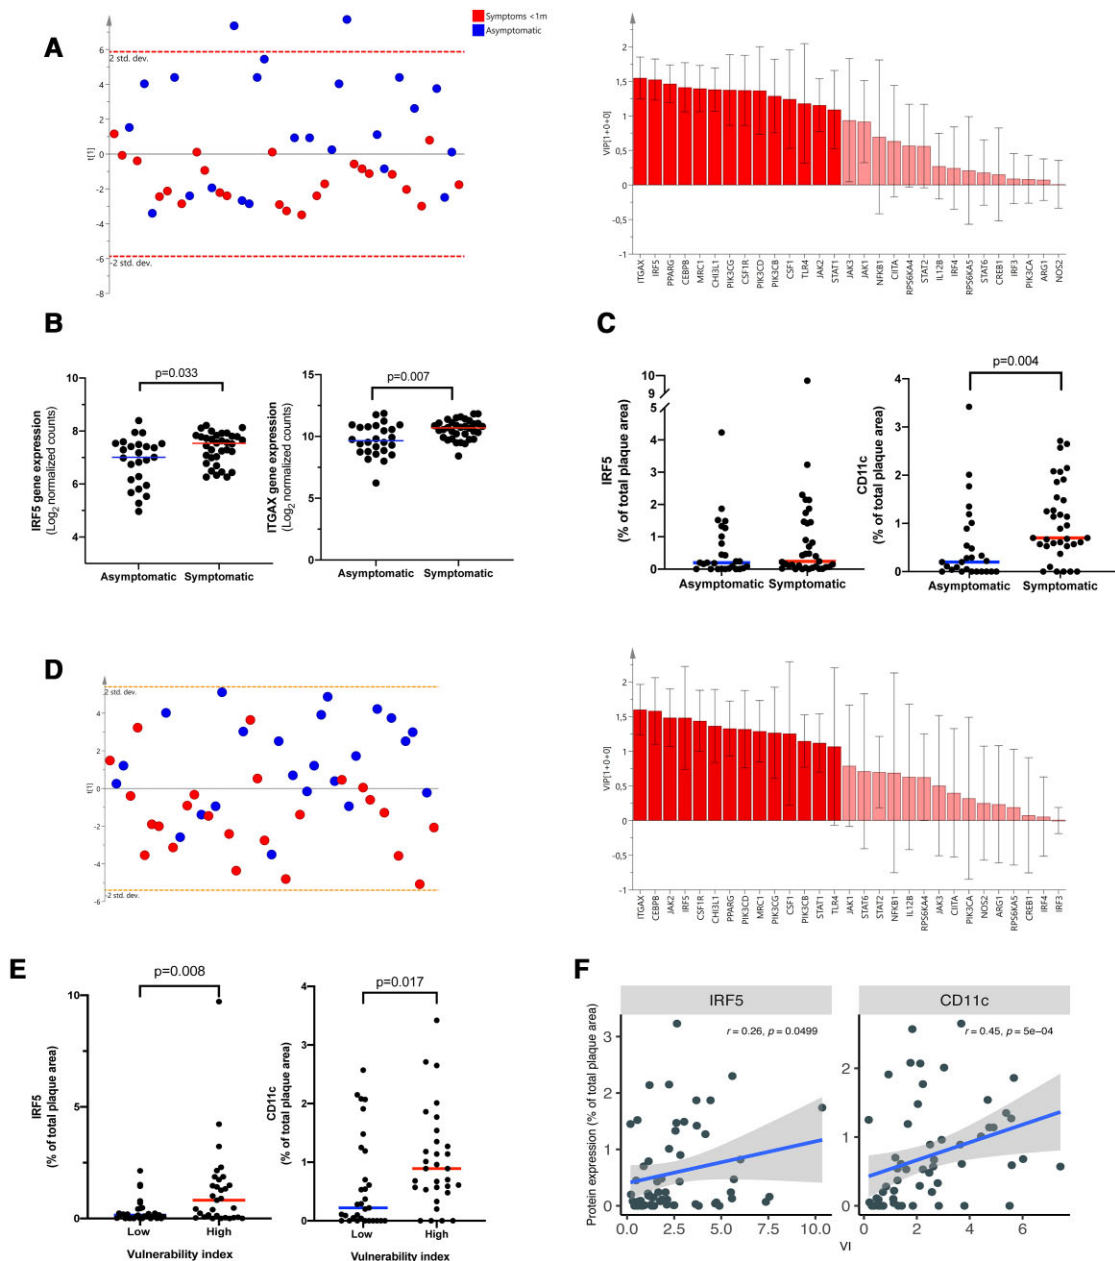 A
Symptoms <1m
Asymptomatic
2 std. dev.
-2 std. dev.
t[1]
6
4
2
0
-2
-4
-6
-8
VIP[1+0+0]
2
1,5
1
0,5
0
-0,5
-1
ITGAX IRF5 PPARG CEBPB MRC1 CHI3L1 PIK3CG CSF1R PIK3CD PIK3CB CSF1 TLR4 JAK2 STAT1 JAK3 JAK1 NFKB1 CIITA RPS6KA4 STAT2 IL12B IRF4 RPS6KA5 STAT6 CREB1 IRF3 PIK3CA ARG1 NOS2
B
p=0.033
IRF5 gene expression
(Log2 normalized counts)
10
8
6
4
Asymptomatic Symptomatic
p=0.007
ITGAX gene expression
(Log2 normalized counts)
15
10
5
0
Asymptomatic Symptomatic
C
IRF5
(% of total plaque area)
10
9
5
4
3
2
1
0
Asymptomatic Symptomatic
p=0.004
CD11c
(% of total plaque area)
4
3
2
1
0
Asymptomatic Symptomatic
D
2 std. dev.
-2 std. dev.
t[1]
4
2
0
-2
-4
-6
VIP[1+0+0]
2
1,5
1
0,5
0
-0,5
-1
ITGAX CEBPB JAK2 IRF5 CSF1R CHI3L1 PPARG PIK3CD MRC1 PIK3CG CSF1 PIK3CB STAT1 TLR4 JAK1 STAT6 STAT2 NFKB1 IL12B RPS6KA4 JAK3 CIITA PIK3CA NOS2 ARG1 RPS6KA5 CREB1 IRF4 IRF3
E
p=0.008
IRF5
(% of total plaque area)
10
5
0
Low High
Vulnerability index
p=0.017
CD11c
(% of total plaque area)
4
3
2
1
0
Low High
Vulnerability index
F
IRF5
CD11c
r = 0.26, p = 0.0499
r = 0.45, p = 5e-04
Protein expression (% of total plaque area)
3
2
1
0
0.0 2.5 5.0 7.5 10.0
2
1
0
0 2 4 6
VI